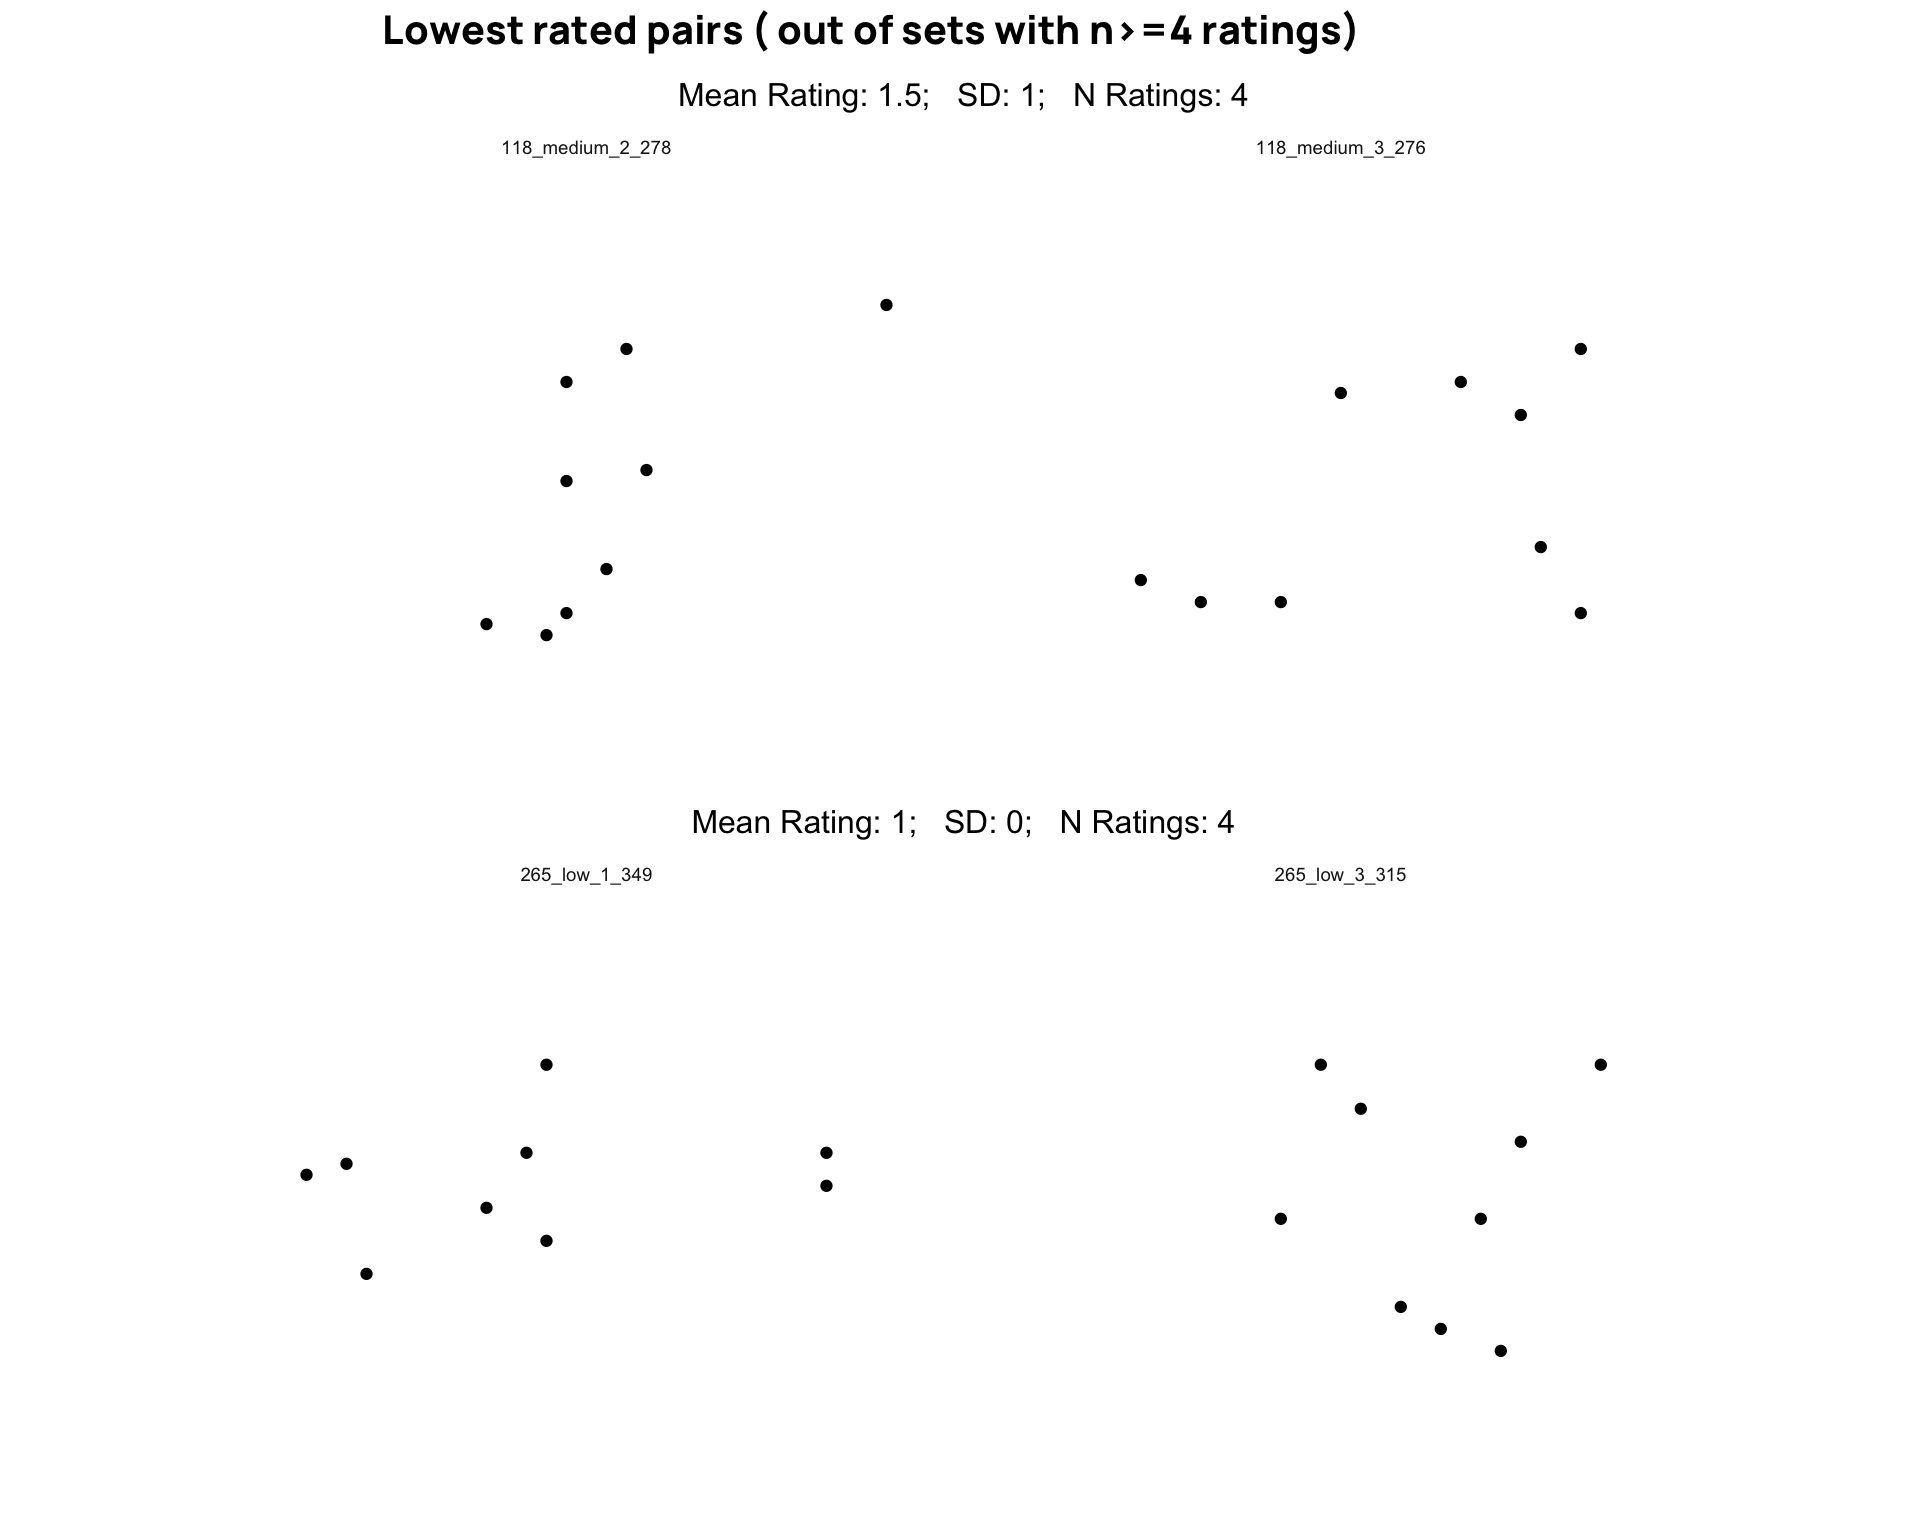 Lowest rated pairs ( out of sets with n>=4 ratings)
Mean Rating: 1.5;   SD: 1;   N Ratings: 4
118_medium_2_278
118_medium_3_276
Mean Rating: 1;   SD: 0;   N Ratings: 4
265_low_1_349
265_low_3_315